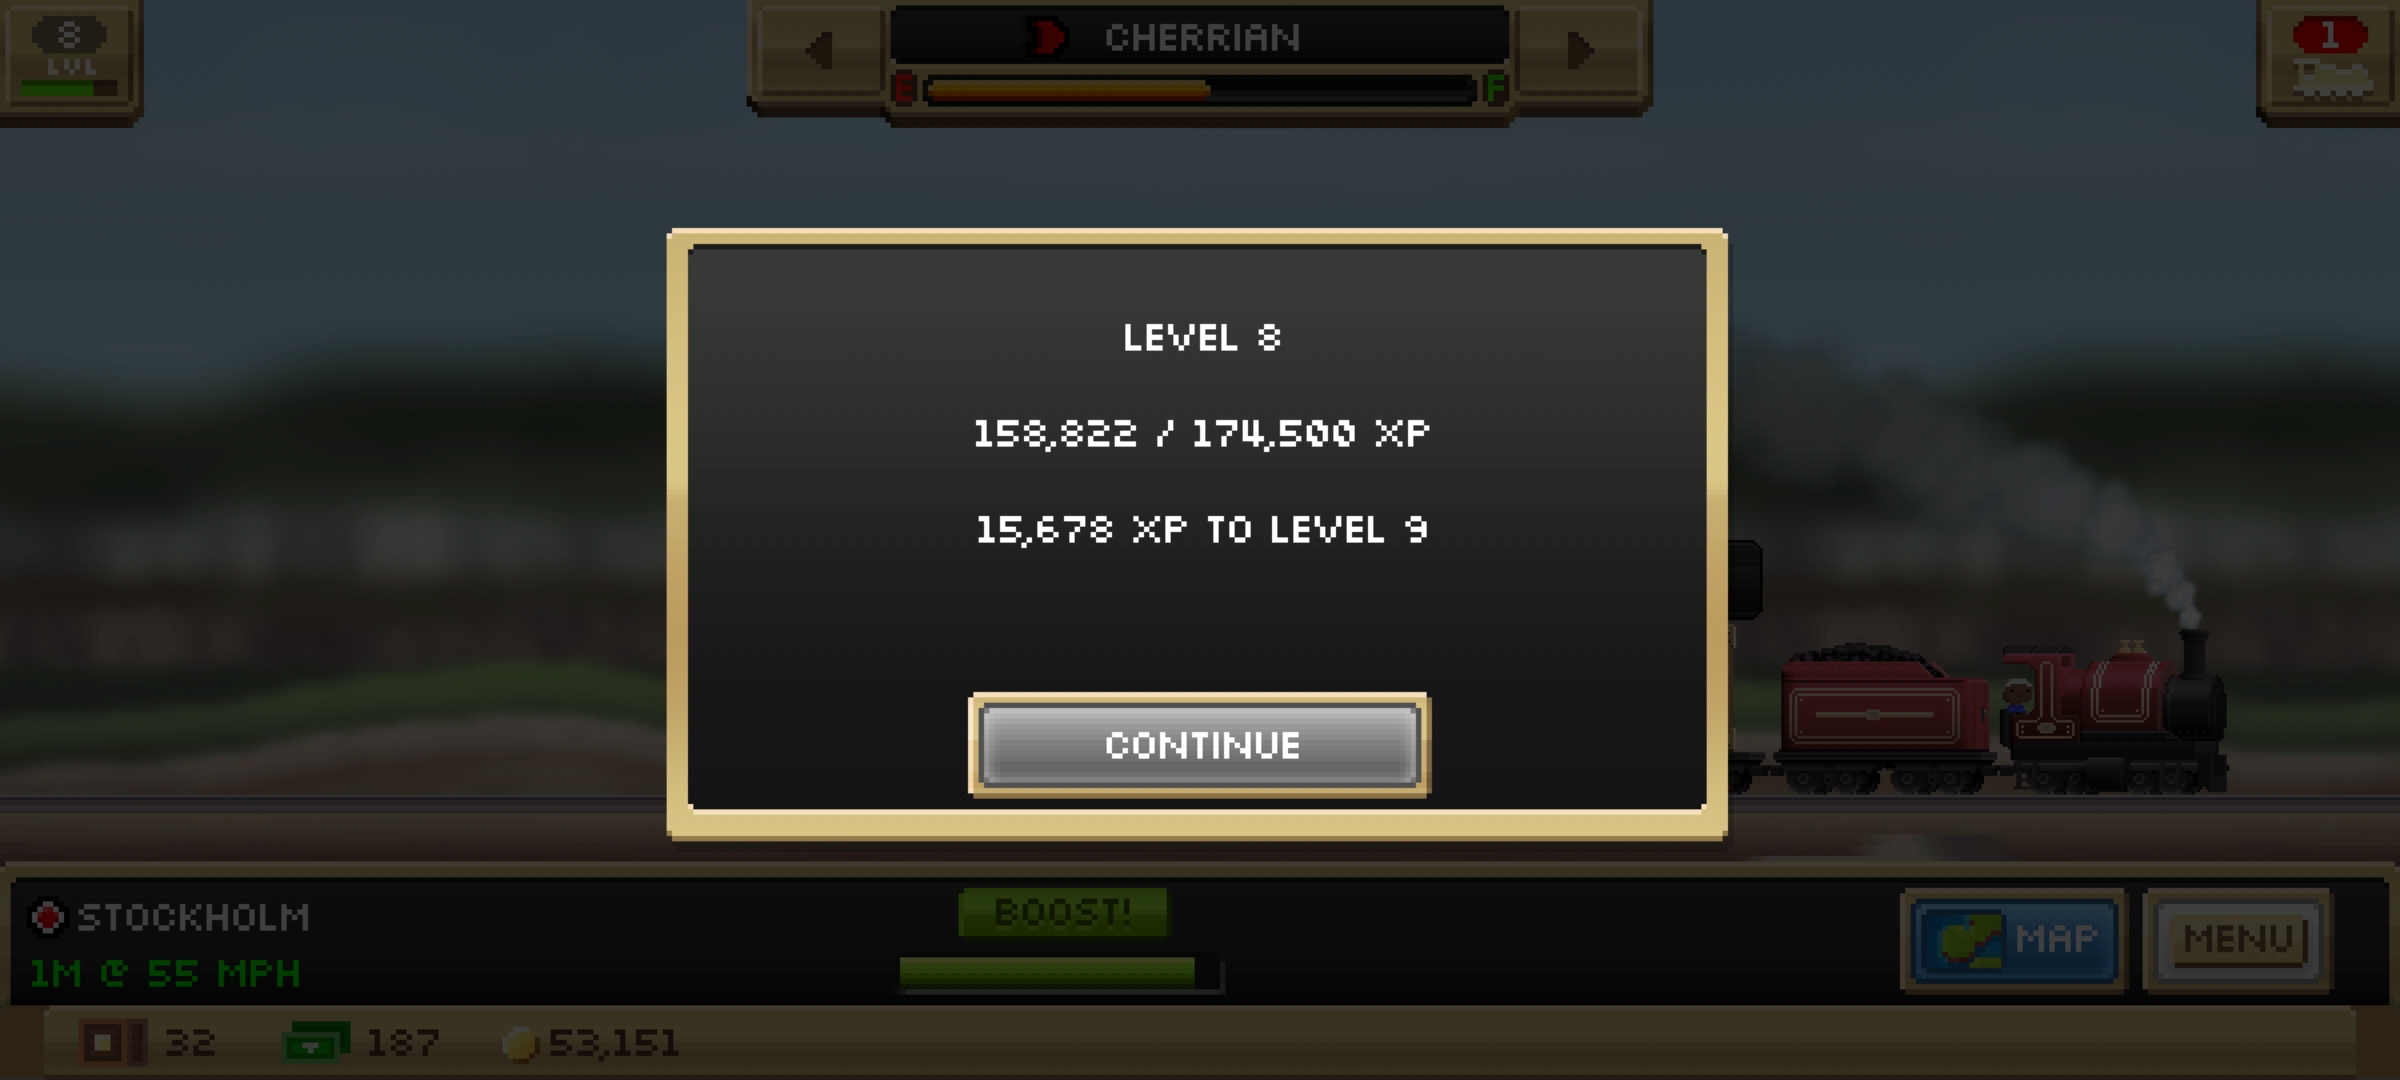 8
LVL
CHERRIAN
E F
1
LEVEL 8
158,822 / 174,500 XP
15,678 XP TO LEVEL 9
CONTINUE
STOCKHOLM
1M @ 55 MPH
BOOST!
MAP
MENU
32 187 53,151